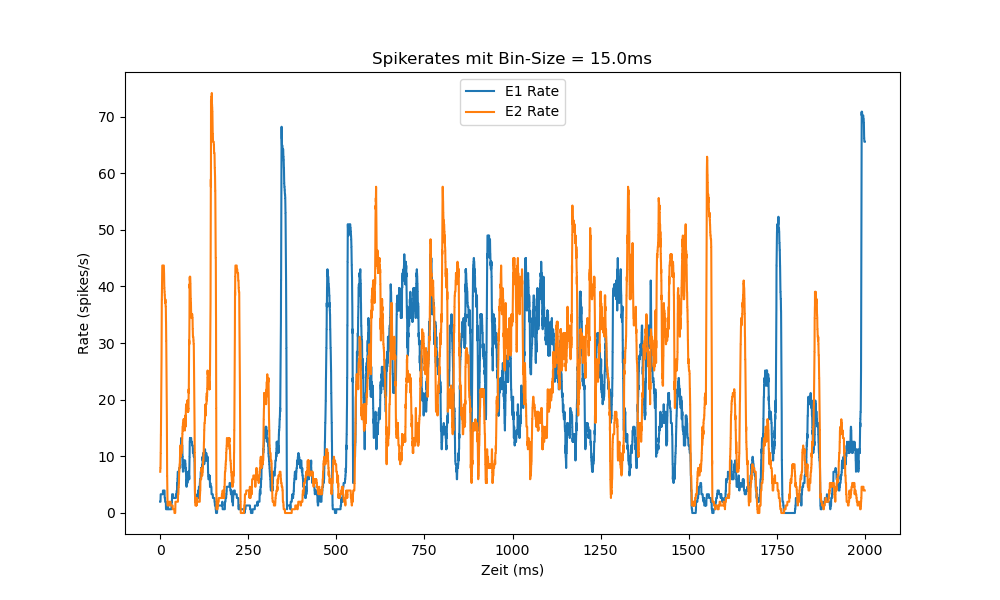 Spikerates mit Bin-Size = 15.0ms
E1 Rate
E2 Rate
Rate (spikes/s)
70
60
50
40
30
20
10
0
0 250 500 750 1000 1250 1500 1750 2000
Zeit (ms)